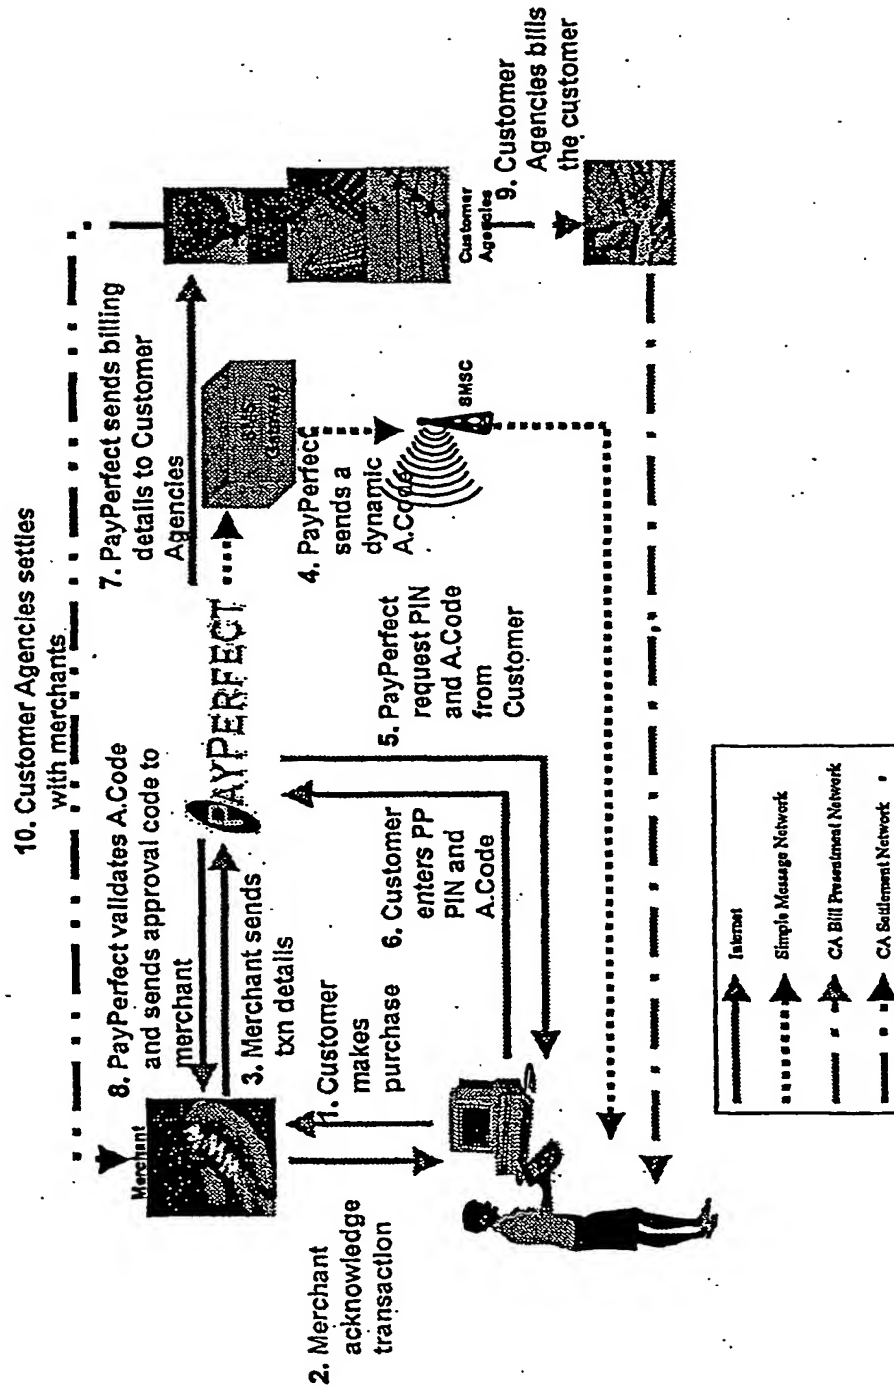 10. Customer Agencies settles
with merchants
8. PayPerfect validates A.Code
and sends approval code to
merchant
7. PayPerfect sends billing
details to Customer
Agencies
Merchant
3. Merchant sends
txn details
PAYPERFECT
SMS
Gateway
Customer
Agencies
1. Customer
makes
purchase
2. Merchant
acknowledge
transaction
6. Customer
enters PP
PIN and
A.Code
5. PayPerfect
request PIN
and A.Code
from
Customer
4. PayPerfect
sends a
dynamic
A.Code
SMSC
9. Customer
Agencies bills
the customer
Internet
Simple Message Network
CA Bill Presentment Network
CA Settlement Network